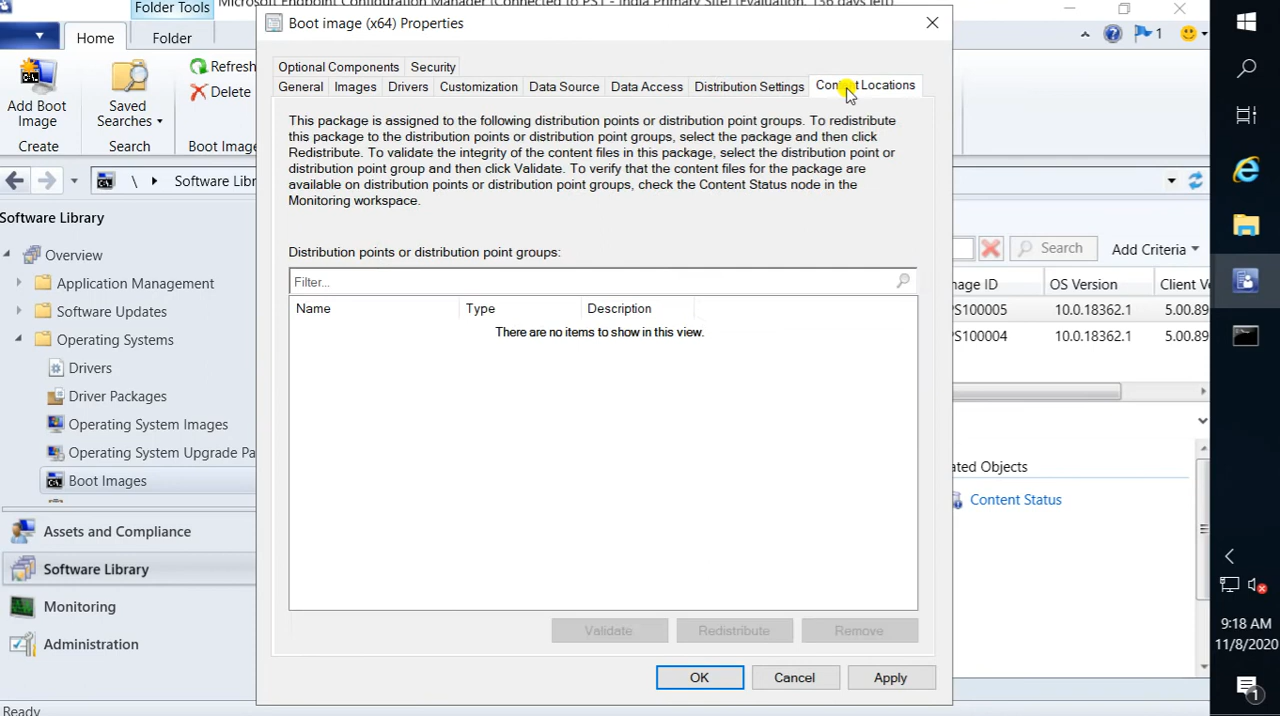 Folder Tools
Microsoft Endpoint Configuration Manager (Connected to PS1 - India Primary Site) (Evaluation, 136 days left)
Home
Folder
1
Add Boot
Image
Saved
Searches
Refresh
Delete
Create
Search
Boot Image
\
Software Lib
Software Library
Overview
Application Management
Software Updates
Operating Systems
Drivers
Driver Packages
Operating System Images
Operating System Upgrade Pa
Boot Images
Assets and Compliance
Software Library
Monitoring
Administration
Ready
Boot image (x64) Properties
Optional Components
Security
General
Images
Drivers
Customization
Data Source
Data Access
Distribution Settings
Content Locations
This package is assigned to the following distribution points or distribution point groups. To redistribute
this package to the distribution points or distribution point groups, select the package and then click
Redistribute. To validate the integrity of the content files in this package, select the distribution point or
distribution point group and then click Validate. To verify that the content files for the package are
available on distribution points or distribution point groups, check the Content Status node in the
Monitoring workspace.
Distribution points or distribution point groups:
Filter...
Name
Type
Description
There are no items to show in this view.
Validate
Redistribute
Remove
OK
Cancel
Apply
Search
Add Criteria
mage ID
OS Version
Client V
PS100005
10.0.18362.1
5.00.89
PS100004
10.0.18362.1
5.00.89
ated Objects
Content Status
9:18 AM
11/8/2020
1